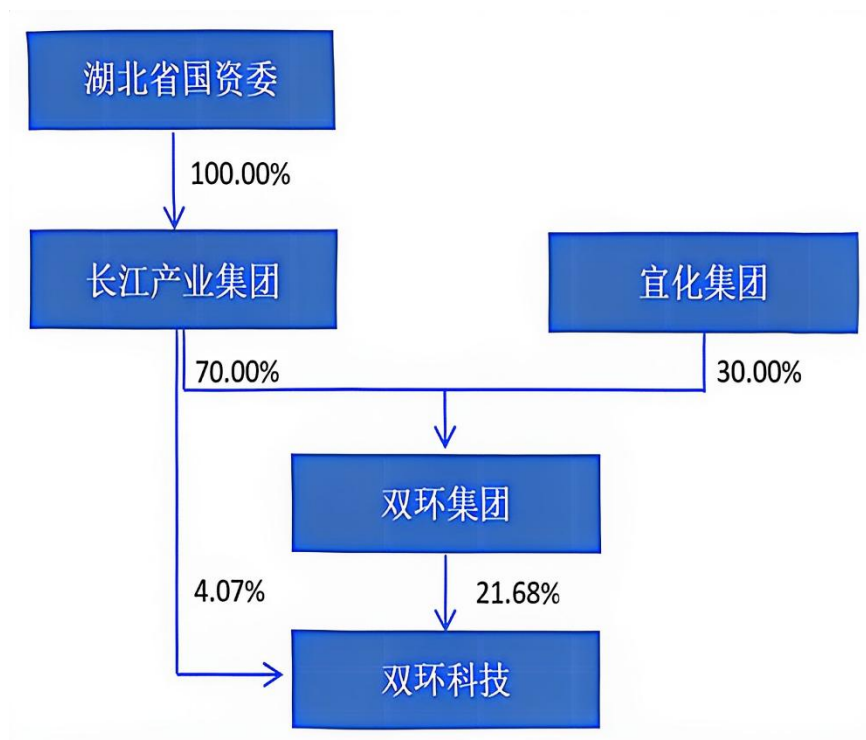 湖北省国资委
100.00%
长江产业集团
宜化集团
70.00%
30.00%
双环集团
4.07%
21.68%
双环科技